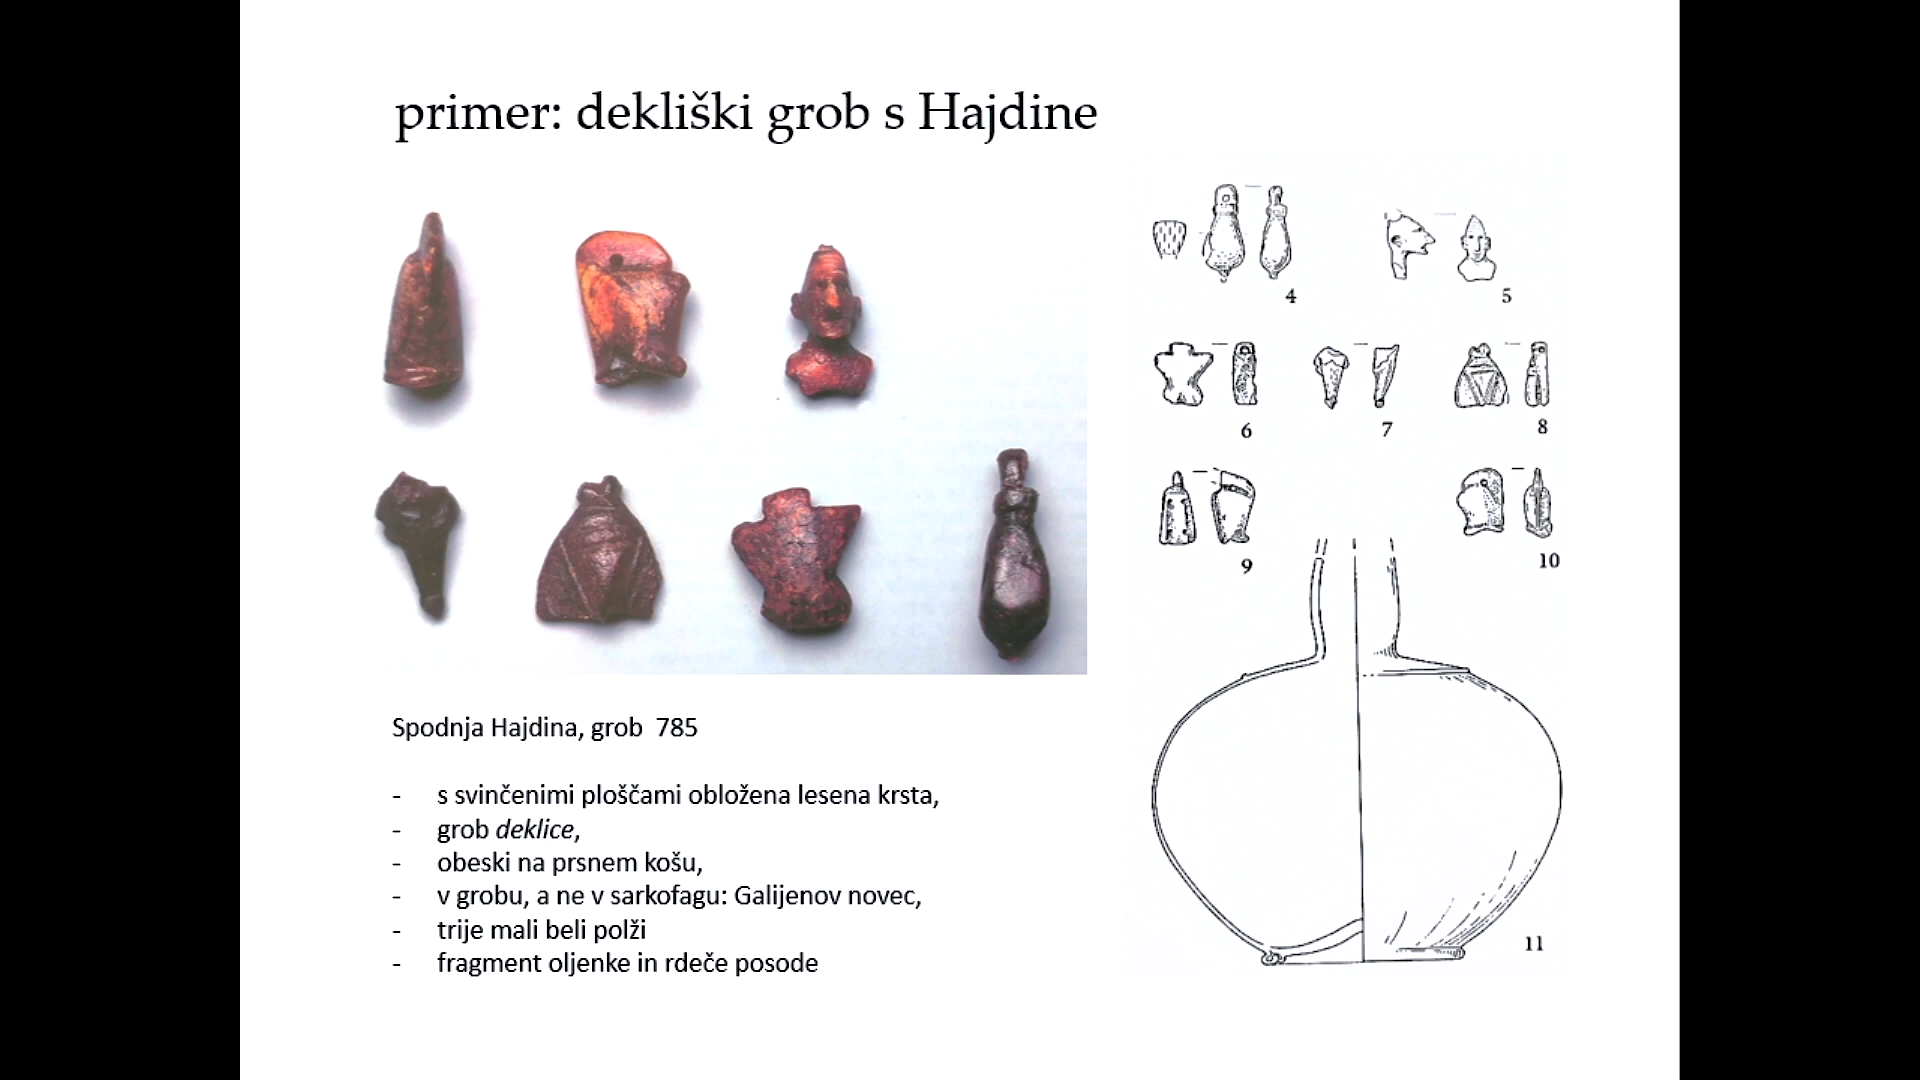 primer: dekliški grob s Hajdine
4
5
6
7
8
9
10
11
Spodnja Hajdina, grob 785
- s svinčenimi ploščami obložena lesena krsta,
- grob deklice,
- obeski na prsnem košu,
- v grobu, a ne v sarkofagu: Galijenov novec,
- trije mali beli polži
- fragment oljenke in rdeče posode